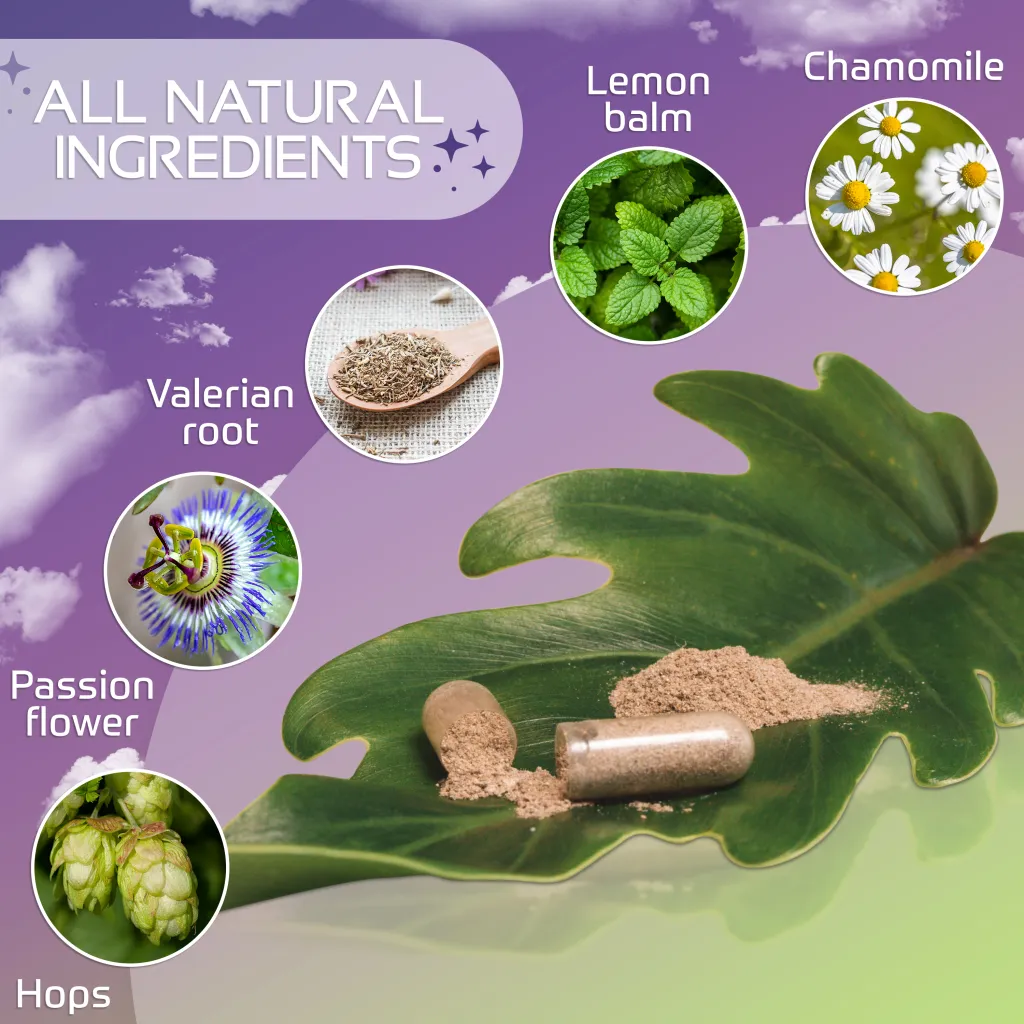 ALL NATURAL
INGREDIENTS
Lemon
balm
Chamomile
Valerian
root
Passion
flower
Hops